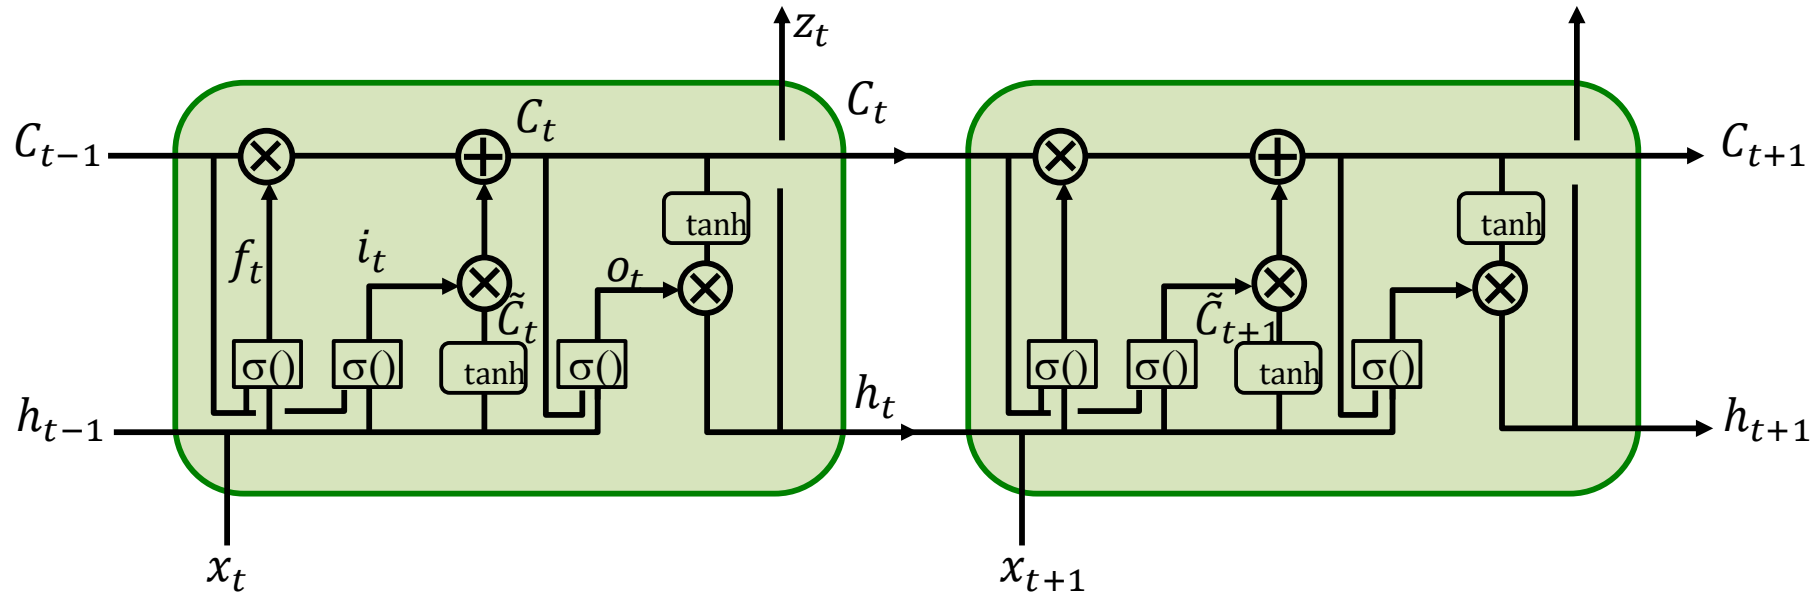 z_t
C_{t-1}
C_t
C_t
C_{t+1}
tanh
tanh
f_t
i_t
o_t
C̃_t
C̃_{t+1}
σ()
σ()
tanh
σ()
σ()
σ()
tanh
σ()
h_{t-1}
h_t
h_{t+1}
x_t
x_{t+1}